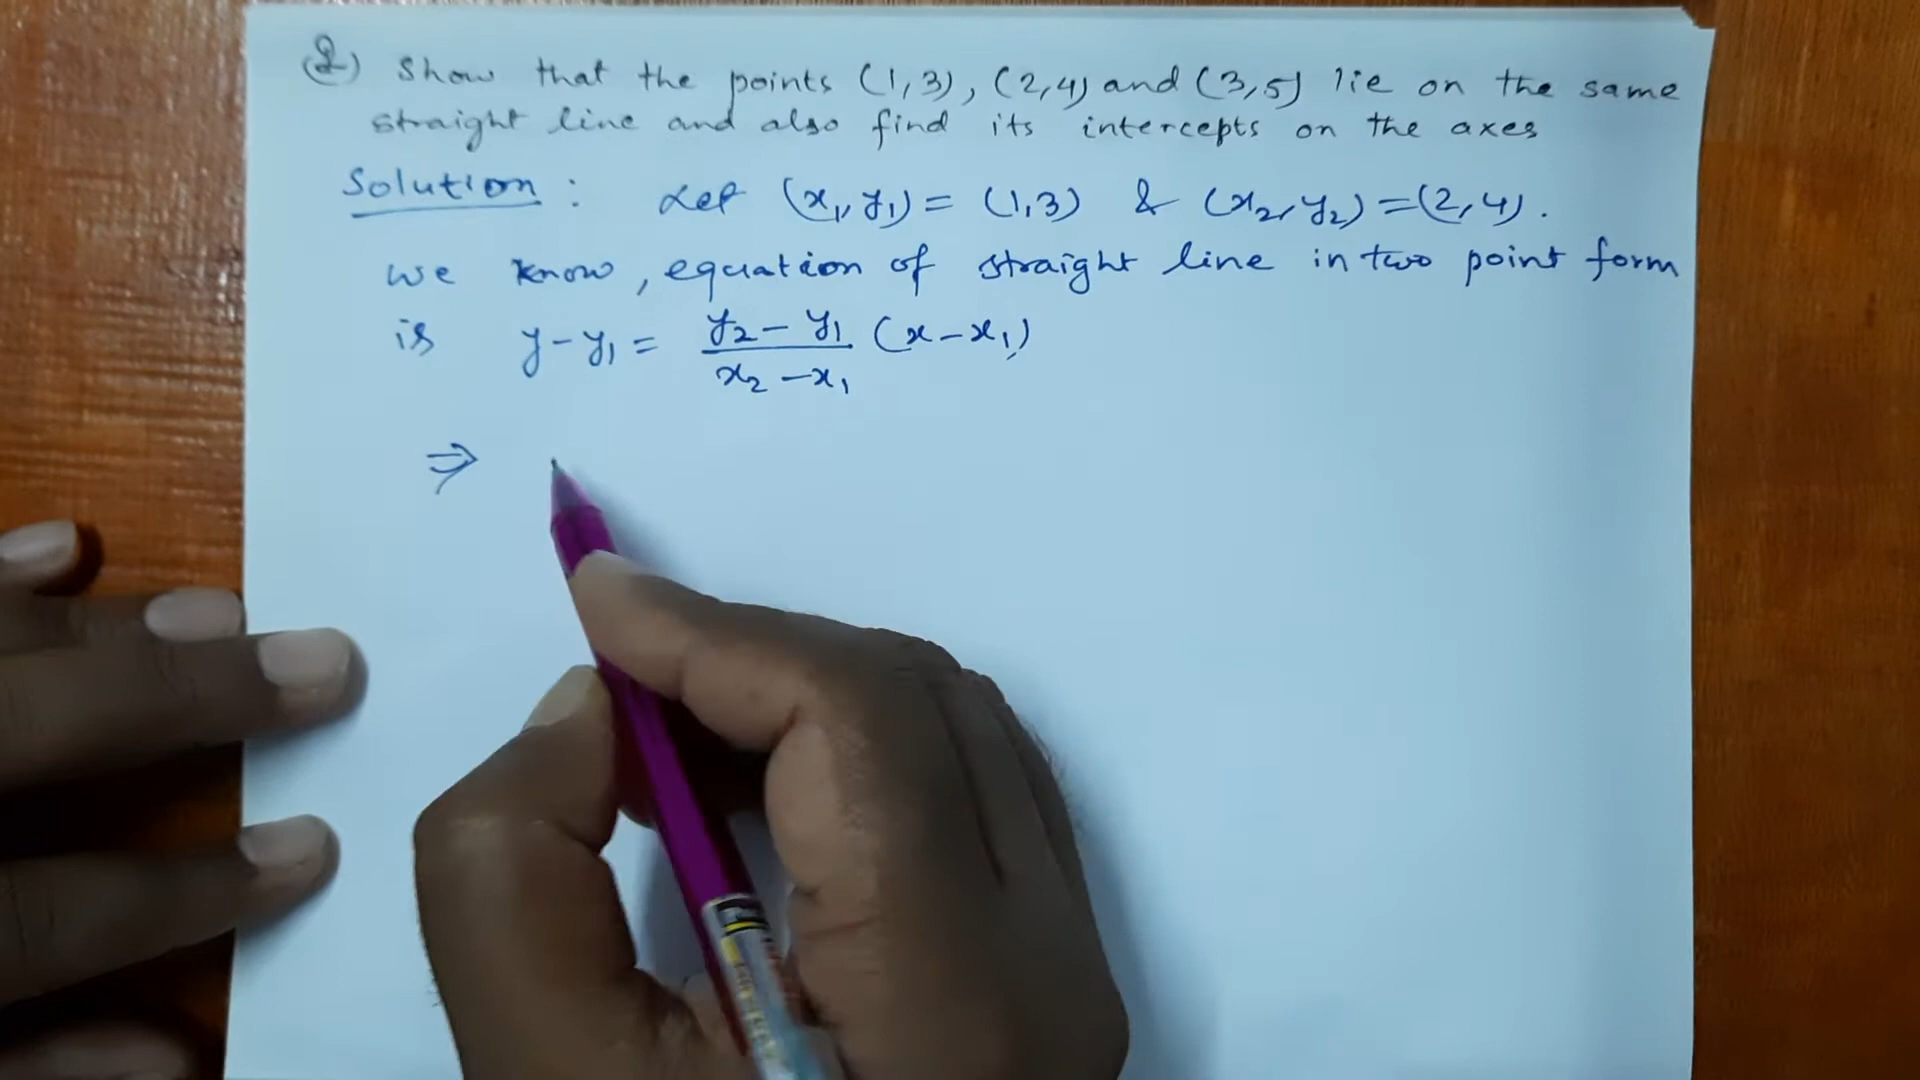 (2) Show that the points (1,3), (2,4) and (3,5) lie on the same
straight line and also find its intercepts on the axes
Solution : Let (x₁, y₁) = (1,3) & (x₂, y₂) = (2,4).
we know, equation of straight line in two point form
is y - y₁ = (y₂ - y₁)/(x₂ - x₁) (x - x₁)
⇒